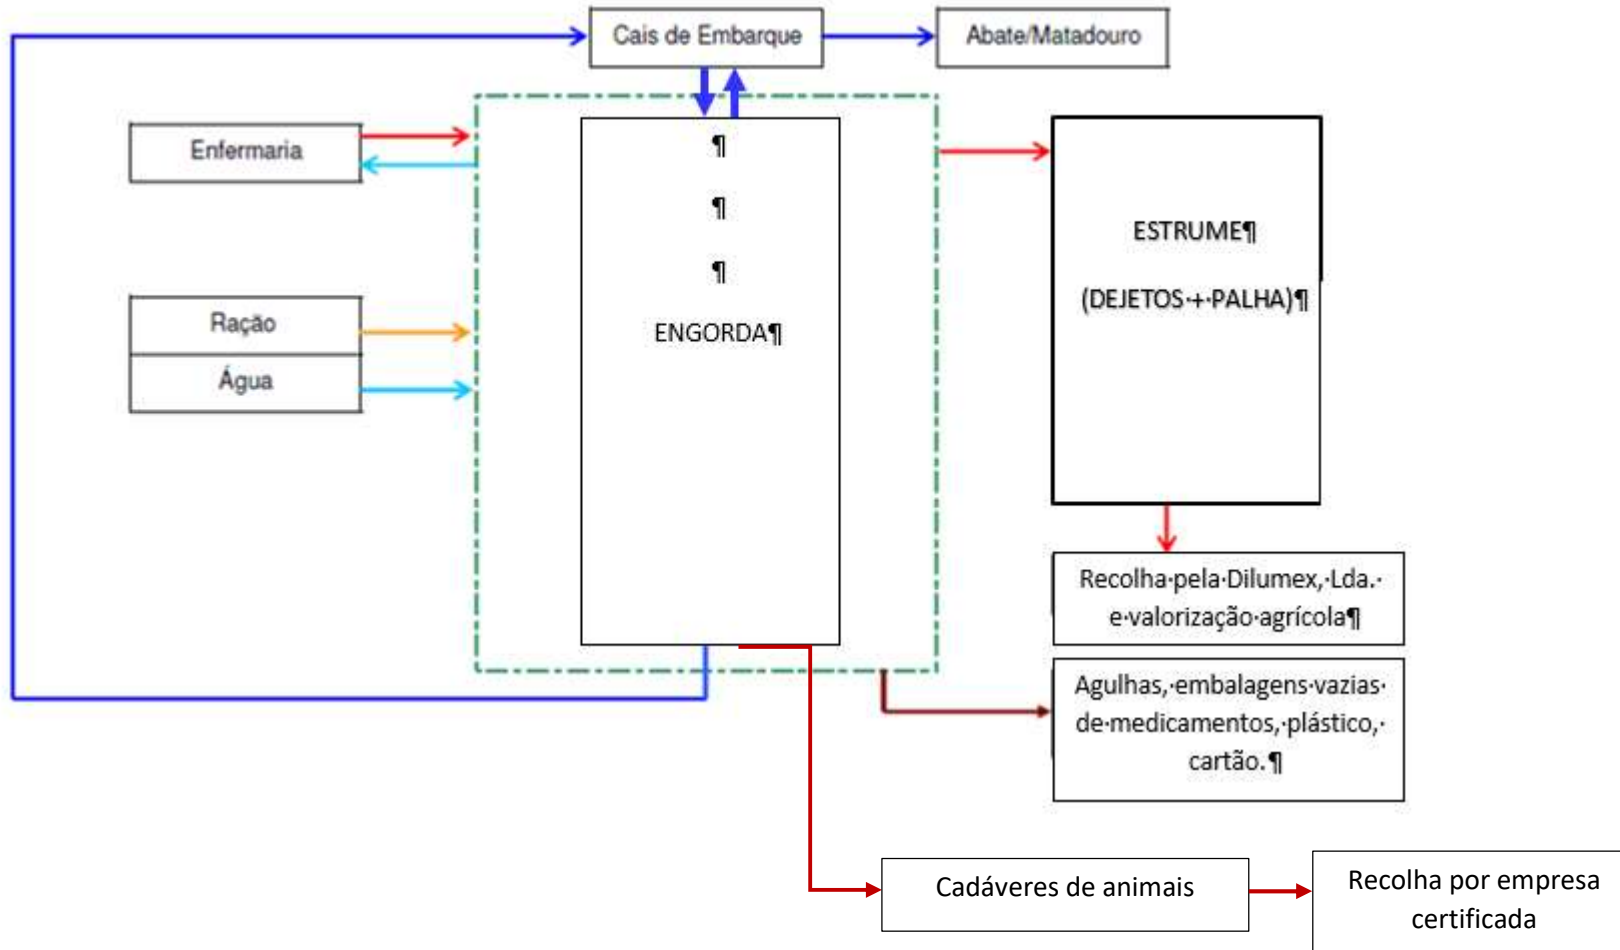 Cais de Embarque
Abate/Matadouro
Enfermaria
¶
¶
¶
ENGORDA¶
ESTRUME¶
(DEJETOS·+·PALHA)¶
Ração
Água
Recolha·pela·Dilumex,·Lda.·
e·valorização·agrícola¶
Agulhas,·embalagens·vazias·
de·medicamentos,·plástico,·
cartão.¶
Cadáveres de animais
Recolha por empresa
certificada